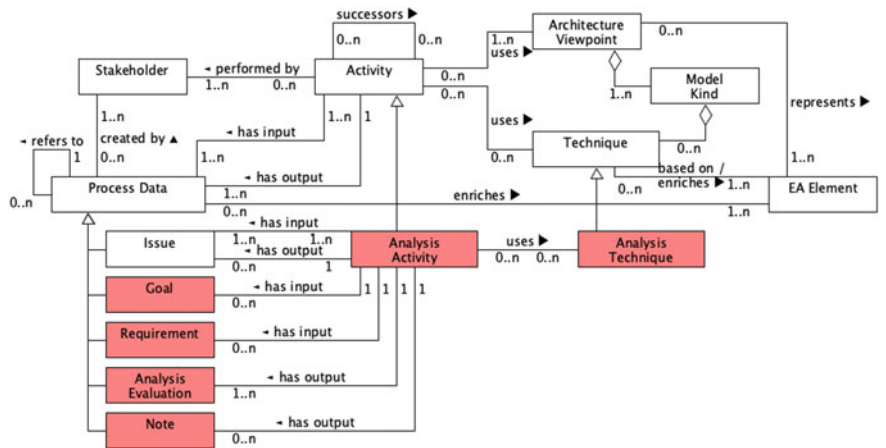 successors ►
0..n
0..n
Architecture
Viewpoint
0..n
1..n
uses ►
Stakeholder
◄ performed by
Activity
0..n
1..n
0..n
0..n
Model
Kind
1..n
represents ►
1..n
1..n
1
◄ has input
uses ►
◄ refers to
1
created by ▲
0..n
1..n
Technique
0..n
0..n
1..n
Process Data
◄ has output
based on /
enriches ►
0..n
1..n
EA Element
0..n
1..n
0..n
enriches ►
1..n
◄ has input
Issue
1..n
1..n
◄ has output
0..n
1
Analysis
Activity
uses ►
0..n
0..n
Analysis
Technique
Goal
◄ has input
1
1
1
1
0..n
Requirement
◄ has input
0..n
Analysis
Evaluation
◄ has output
1..n
Note
◄ has output
0..n